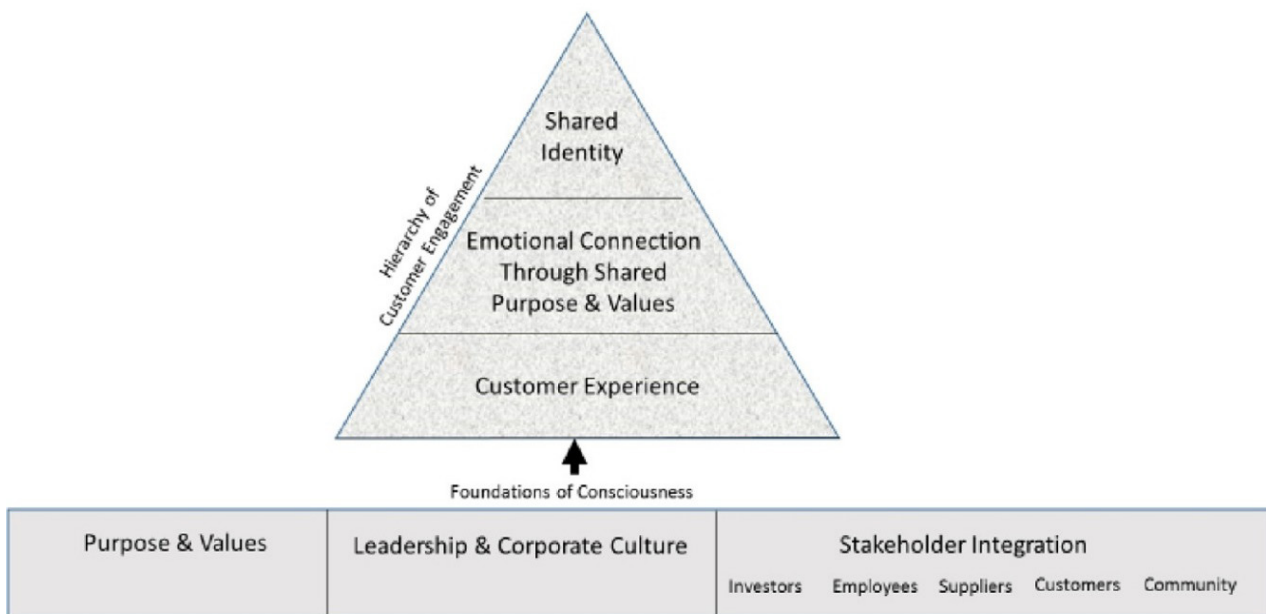 Shared
Identity
Hierarchy of
Customer Engagement
Emotional Connection
Through Shared
Purpose & Values
Customer Experience
Foundations of Consciousness
Purpose & Values
Leadership & Corporate Culture
Stakeholder Integration
Investors Employees Suppliers Customers Community